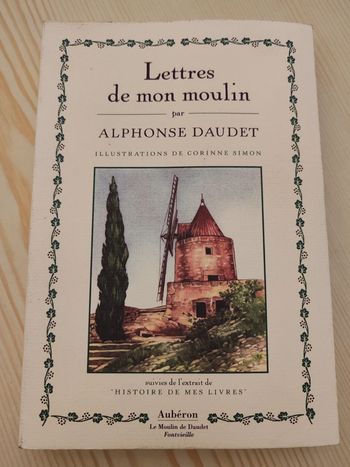 Lettres
de mon moulin
par
ALPHONSE DAUDET
ILLUSTRATIONS DE CORINNE SIMON
suivies de l'extrait de
"HISTOIRE DE MES LIVRES"
Aubéron
Le Moulin de Daudet
Fontvieille